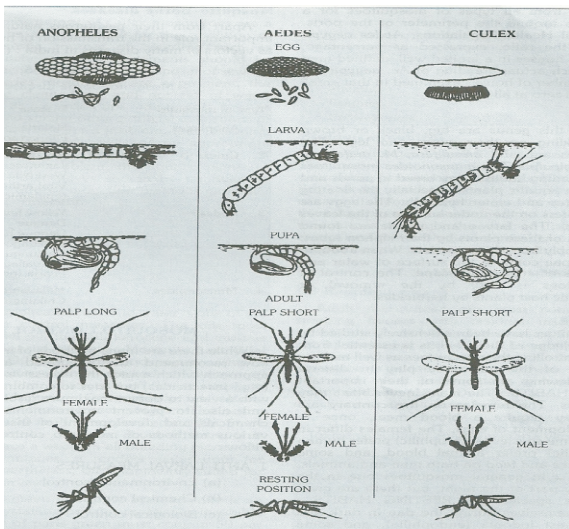 ANOPHELES AEDES CULEX
EGG
LARVA
PUPA
ADULT
PALP LONG PALP SHORT PALP SHORT
FEMALE FEMALE FEMALE
MALE MALE MALE
RESTING
POSITION